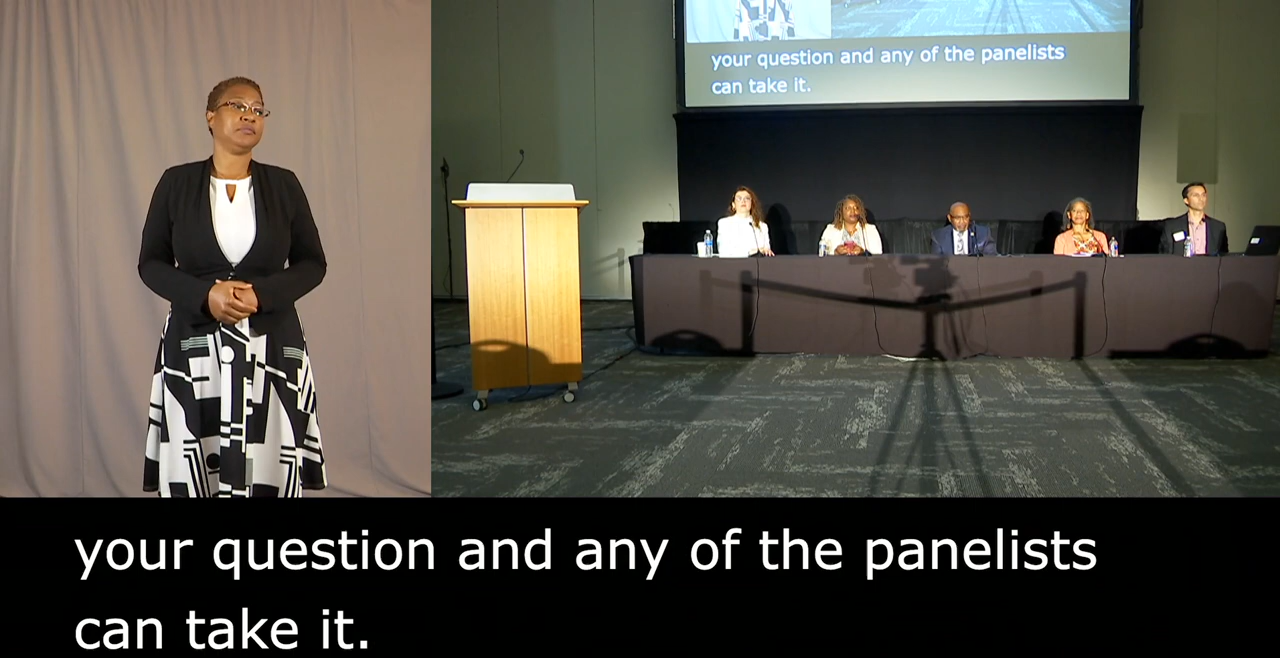 your question and any of the panelists
can take it.
your question and any of the panelists
can take it.